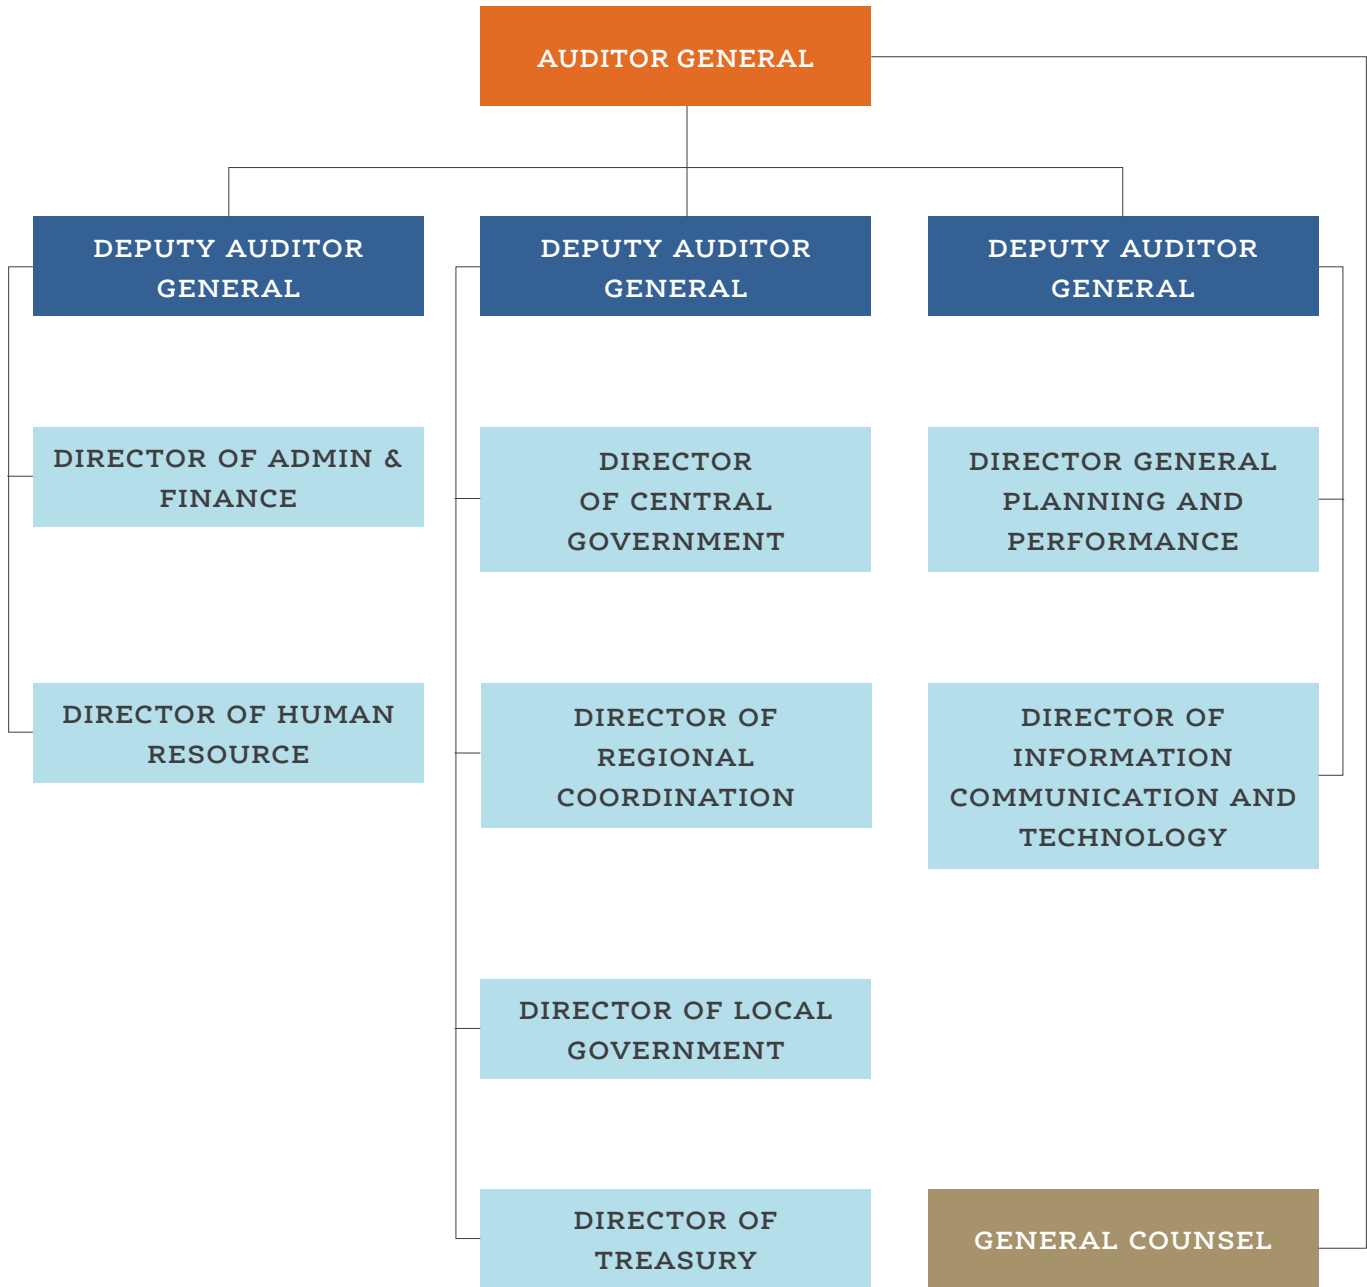 AUDITOR GENERAL
DEPUTY AUDITOR
GENERAL
DEPUTY AUDITOR
GENERAL
DEPUTY AUDITOR
GENERAL
DIRECTOR OF ADMIN &
FINANCE
DIRECTOR
OF CENTRAL
GOVERNMENT
DIRECTOR GENERAL
PLANNING AND
PERFORMANCE
DIRECTOR OF HUMAN
RESOURCE
DIRECTOR OF
REGIONAL
COORDINATION
DIRECTOR OF
INFORMATION
COMMUNICATION AND
TECHNOLOGY
DIRECTOR OF LOCAL
GOVERNMENT
DIRECTOR OF
TREASURY
GENERAL COUNSEL